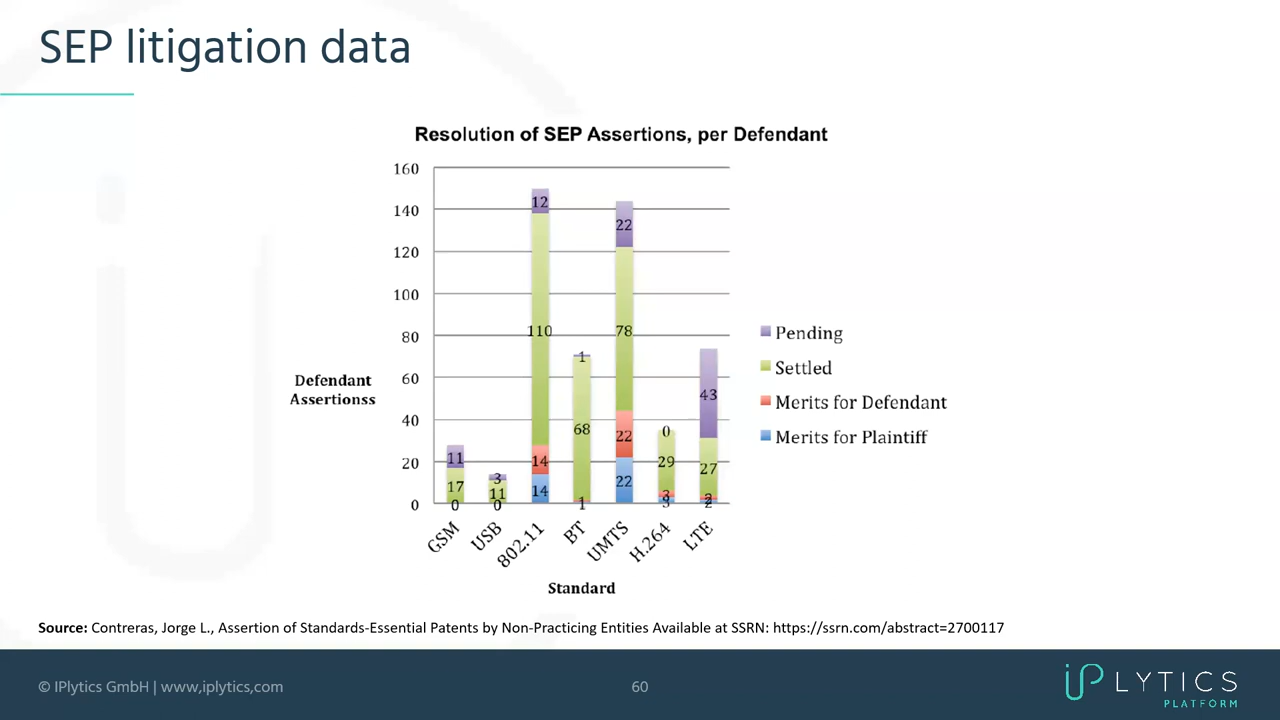 SEP litigation data
Resolution of SEP Assertions, per Defendant
160
140
120
100
80
60
40
20
0
Defendant
Assertionss
11
17
0
3
11
0
12
110
14
14
1
68
1
22
78
22
22
0
29
3
3
43
27
2
2
GSM
USB
802.11
BT
UMTS
H.264
LTE
Standard
Pending
Settled
Merits for Defendant
Merits for Plaintiff
Source: Contreras, Jorge L., Assertion of Standards-Essential Patents by Non-Practicing Entities Available at SSRN: https://ssrn.com/abstract=2700117
© IPlytics GmbH | www,iplytics,com
60
iPLYTICS
PLATFORM